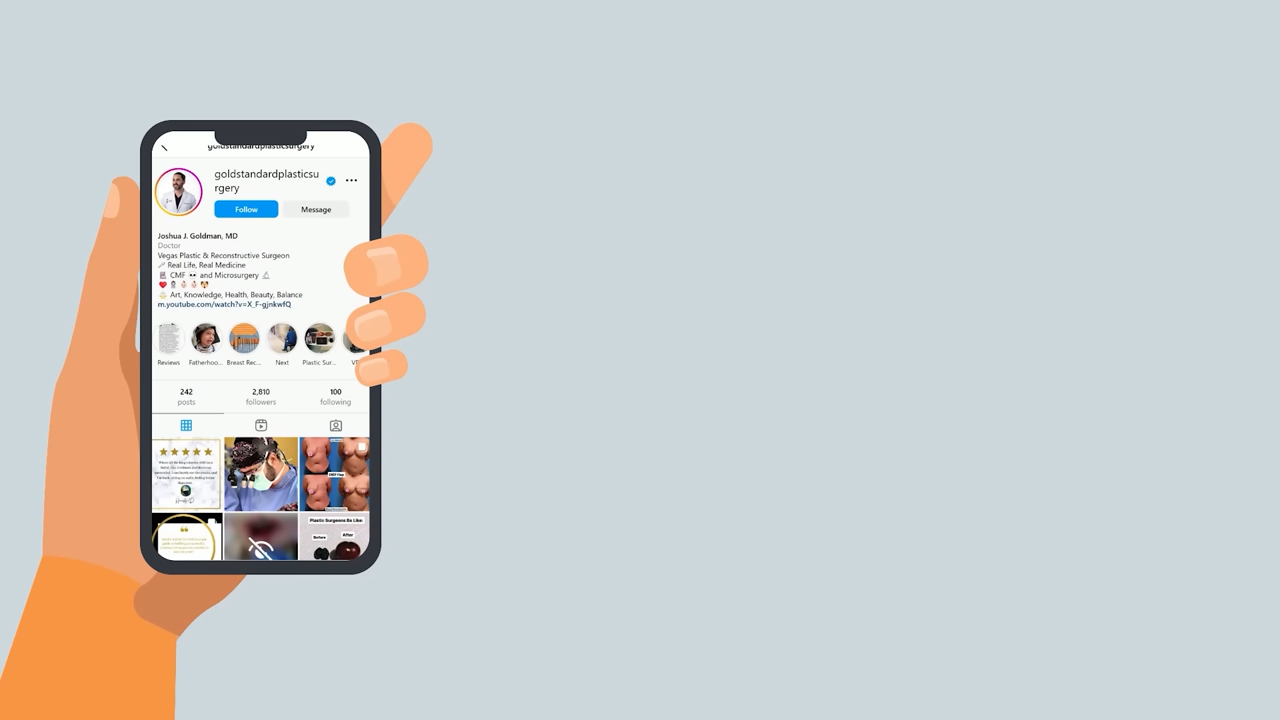 goldstandardplasticsurgery
goldstandardplasticsu
rgery
Follow
Message
Joshua J. Goldman, MD
Doctor
Vegas Plastic & Reconstructive Surgeon
Real Life, Real Medicine
CMF and Microsurgery
Art, Knowledge, Health, Beauty, Balance
m.youtube.com/watch?v=X_F-gjnkwfQ
Reviews Fatherhoo... Breast Rec... Next Plastic Sur...
242 2,810 100
posts followers following
Plastic Surgeons Be Like:
Before After